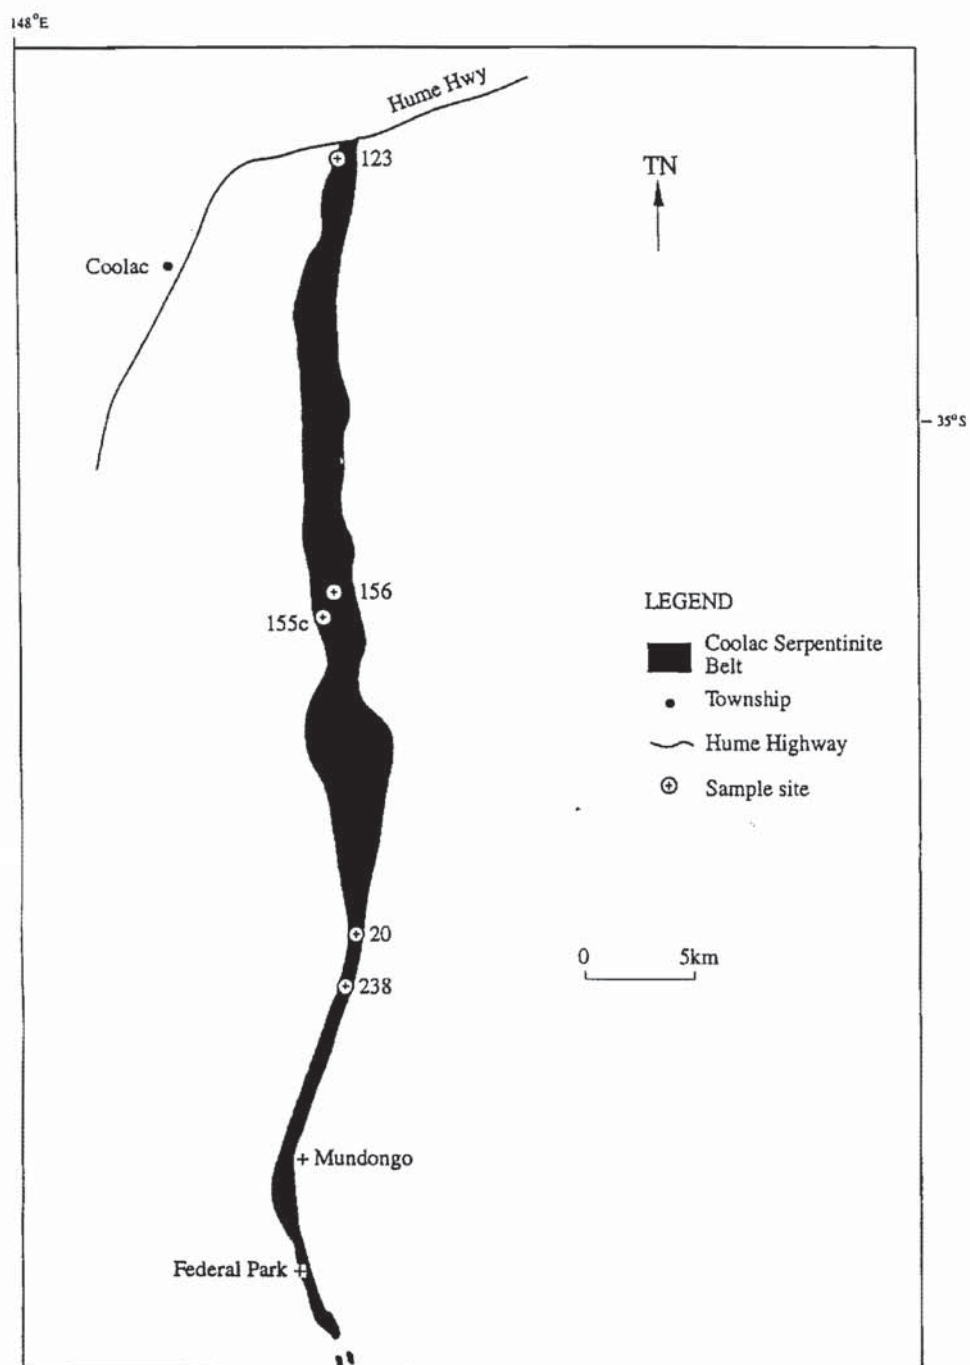 148°E
Hume Hwy
123
TN
Coolac
35°S
156
155c
LEGEND
Coolac Serpentinite
Belt
Township
Hume Highway
Sample site
20
0 5km
238
Mundongo
Federal Park